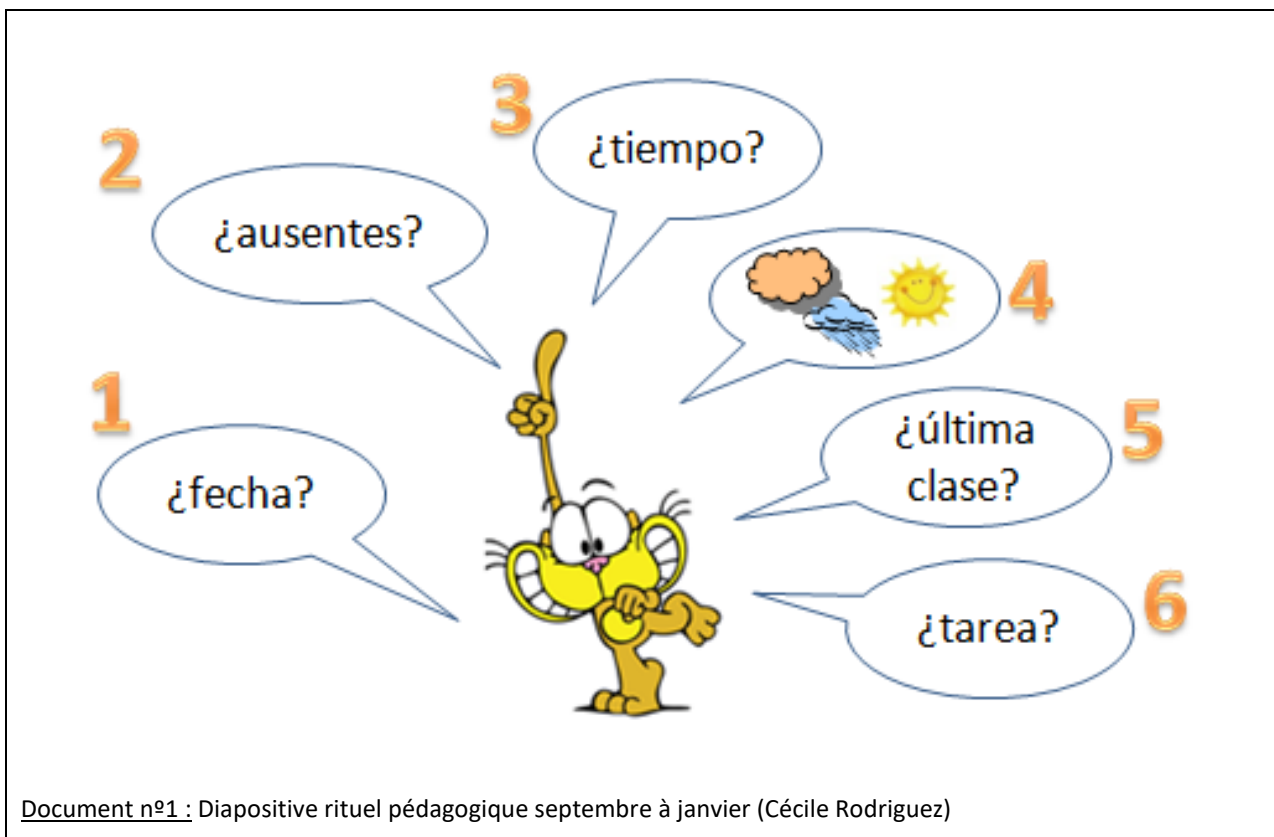 1
¿fecha?
2
¿ausentes?
3
¿tiempo?
4
5
¿última
clase?
6
¿tarea?
Document nº1 : Diapositive rituel pédagogique septembre à janvier (Cécile Rodriguez)